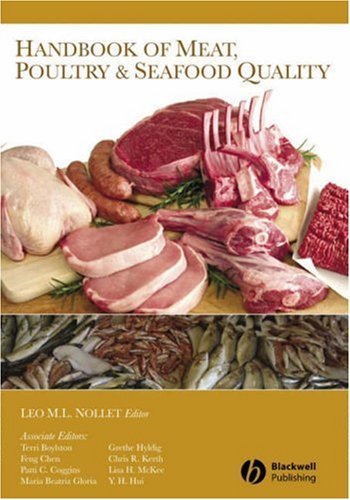 HANDBOOK OF MEAT,
POULTRY & SEAFOOD QUALITY
LEO M.L. NOLLET Editor
Associate Editors:
Terri Boylston
Feng Chen
Patti C. Coggins
Maria Beatriz Gloria
Grethe Hyldig
Chris R. Kerth
Lisa H. McKee
Y. H. Hui
Blackwell
Publishing